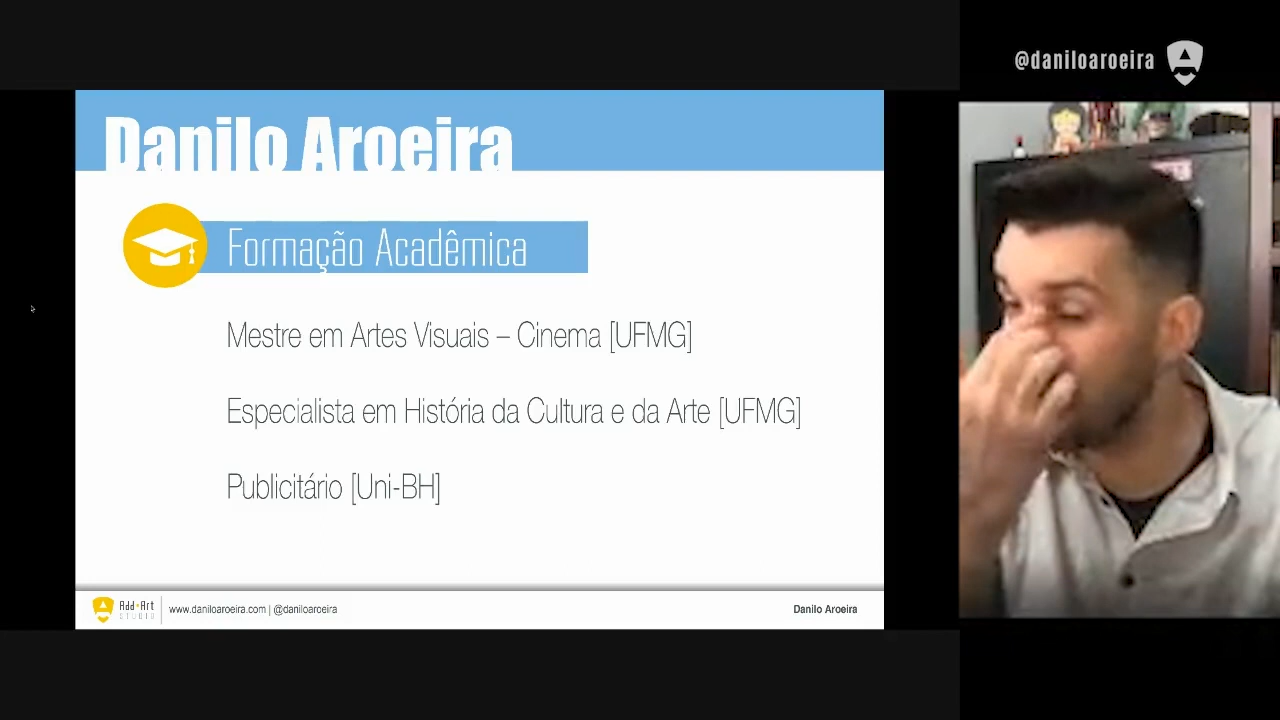 @daniloaroeira
Danilo Aroeira
Formação Acadêmica
Mestre em Artes Visuais – Cinema [UFMG]
Especialista em História da Cultura e da Arte [UFMG]
Publicitário [Uni-BH]
Add+Art
www.daniloaroeira.com | @daniloaroeira
Danilo Aroeira